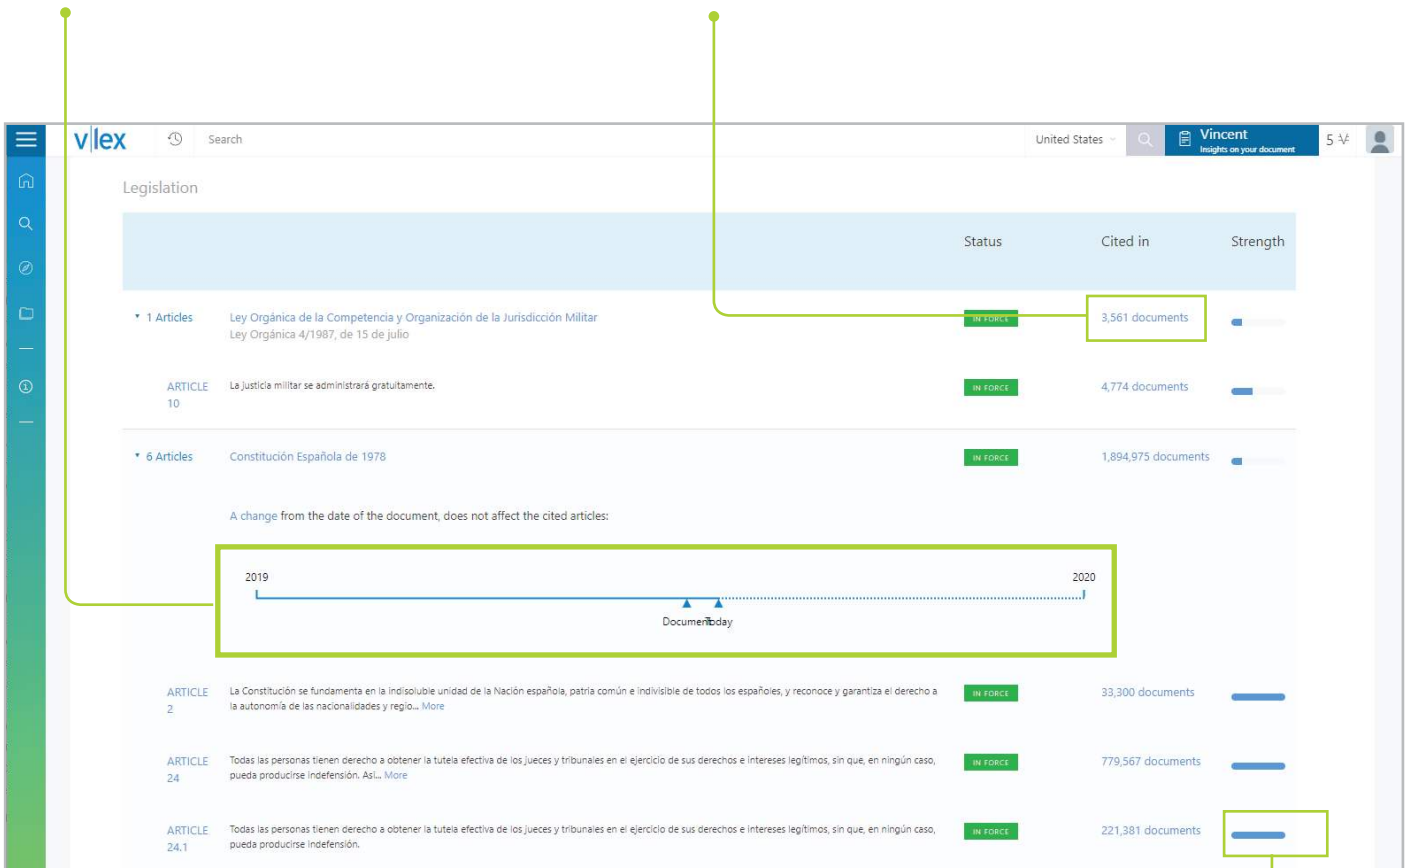 vlex
Search
United States
Vincent
Insights on your document
5
Legislation
Status
Cited in
Strength
1 Articles
Ley Orgánica de la Competencia y Organización de la Jurisdicción Militar
Ley Orgánica 4/1987, de 15 de julio
IN FORCE
3,561 documents
ARTICLE
10
La justicia militar se administrará gratuitamente.
IN FORCE
4,774 documents
6 Articles
Constitución Española de 1978
IN FORCE
1,894,975 documents
A change from the date of the document, does not affect the cited articles:
2019
2020
Document
Today
ARTICLE
2
La Constitución se fundamenta en la indisoluble unidad de la Nación española, patria común e indivisible de todos los españoles, y reconoce y garantiza el derecho a
la autonomía de las nacionalidades y regio... More
IN FORCE
33,300 documents
ARTICLE
24
Todas las personas tienen derecho a obtener la tutela efectiva de los jueces y tribunales en el ejercicio de sus derechos e intereses legítimos, sin que, en ningún caso,
pueda producirse indefensión. Asi... More
IN FORCE
779,567 documents
ARTICLE
24.1
Todas las personas tienen derecho a obtener la tutela efectiva de los jueces y tribunales en el ejercicio de sus derechos e intereses legítimos, sin que, en ningún caso,
pueda producirse indefensión.
IN FORCE
221,381 documents